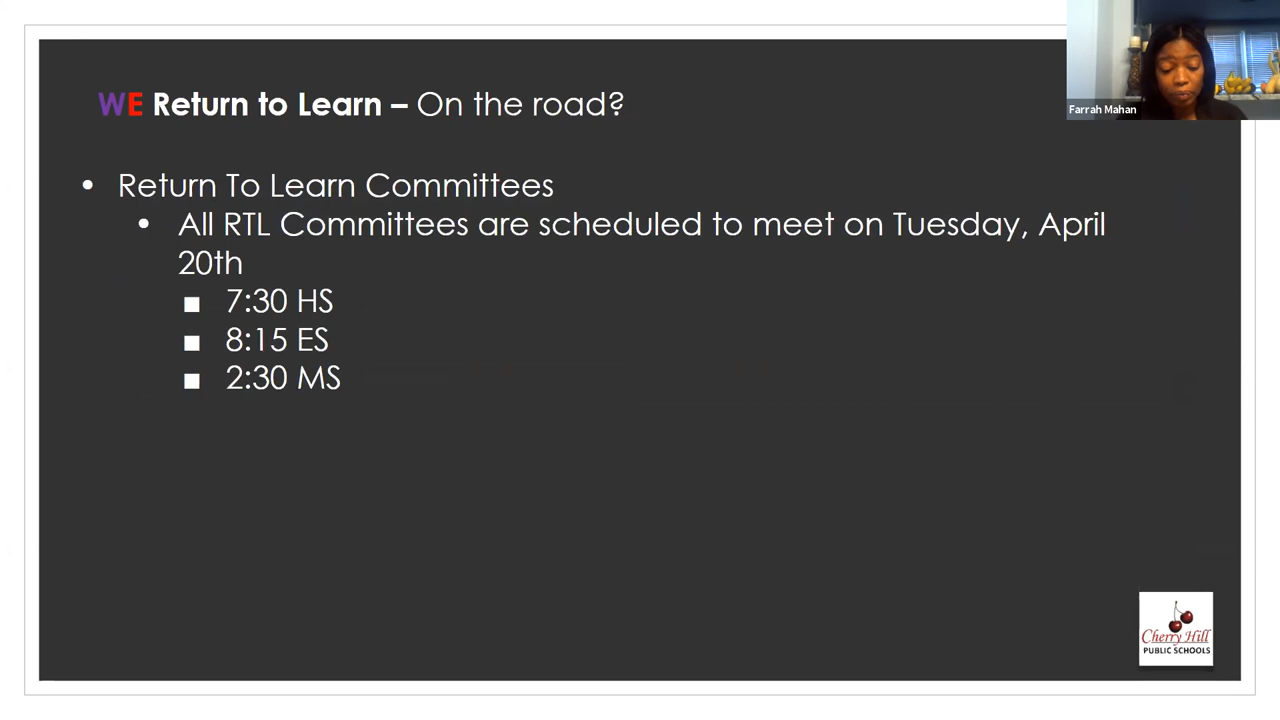 WE Return to Learn – On the road?
Farrah Mahan
• Return To Learn Committees
• All RTL Committees are scheduled to meet on Tuesday, April
20th
■ 7:30 HS
■ 8:15 ES
■ 2:30 MS
Cherry Hill
PUBLIC SCHOOLS